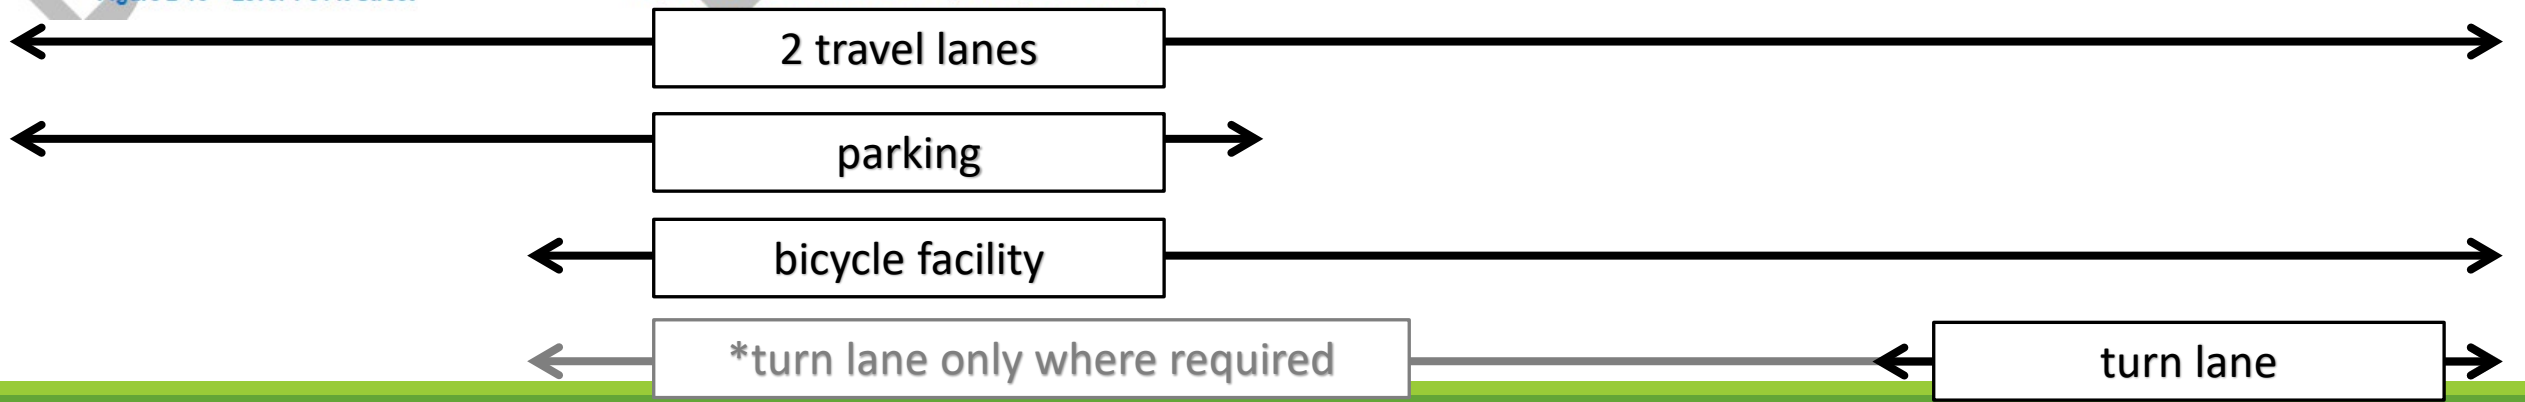 2 travel lanes
parking
bicycle facility
*turn lane only where required
turn lane